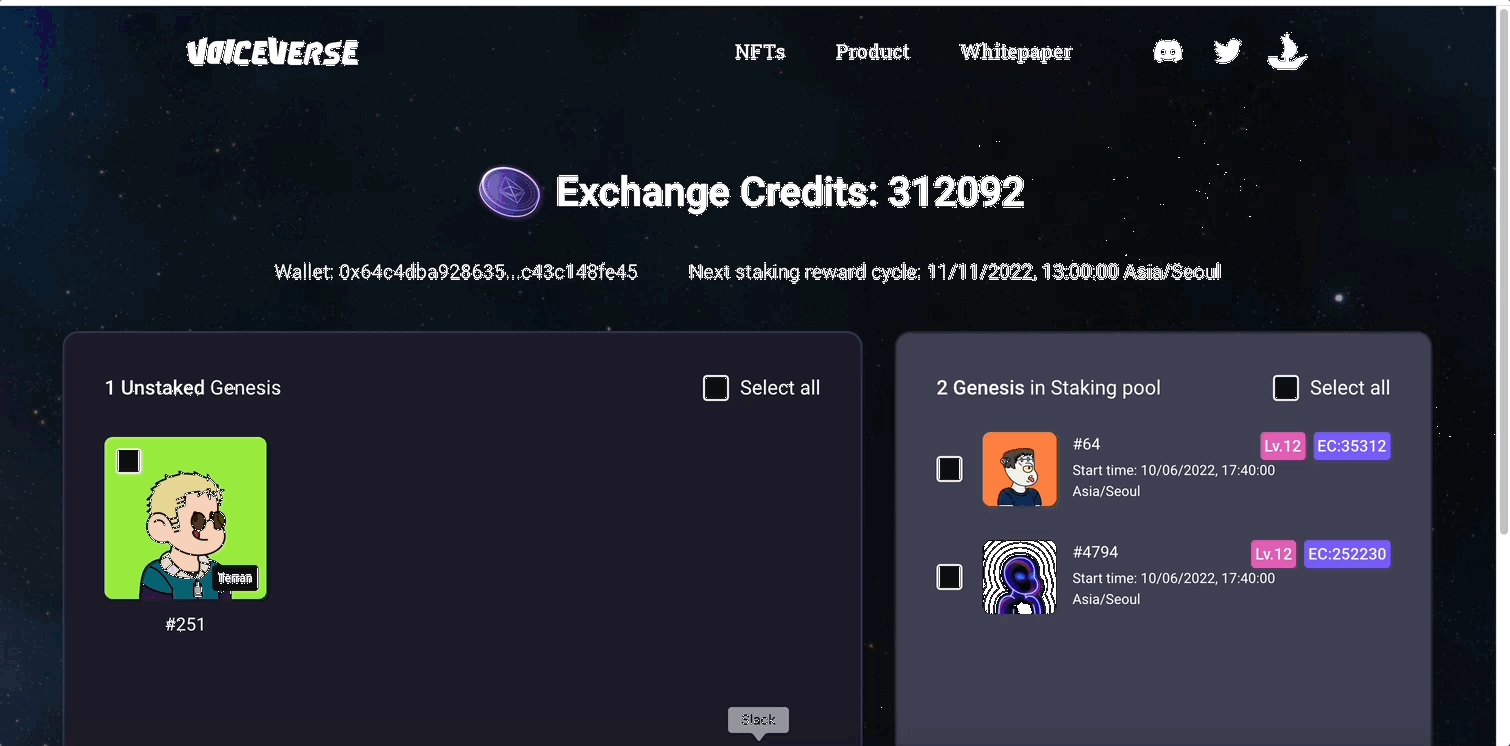 VOICEVERSE
NFTs Product Whitepaper
Exchange Credits: 312092
Wallet: 0x64c4dba928635...c43c148fe45 Next staking reward cycle: 11/11/2022, 13:00:00 Asia/Seoul
1 Unstaked Genesis
Select all
#251
2 Genesis in Staking pool
Select all
#64
Lv.12 EC:35312
Start time: 10/06/2022, 17:40:00
Asia/Seoul
#4794
Lv.12 EC:252230
Start time: 10/06/2022, 17:40:00
Asia/Seoul
Slack